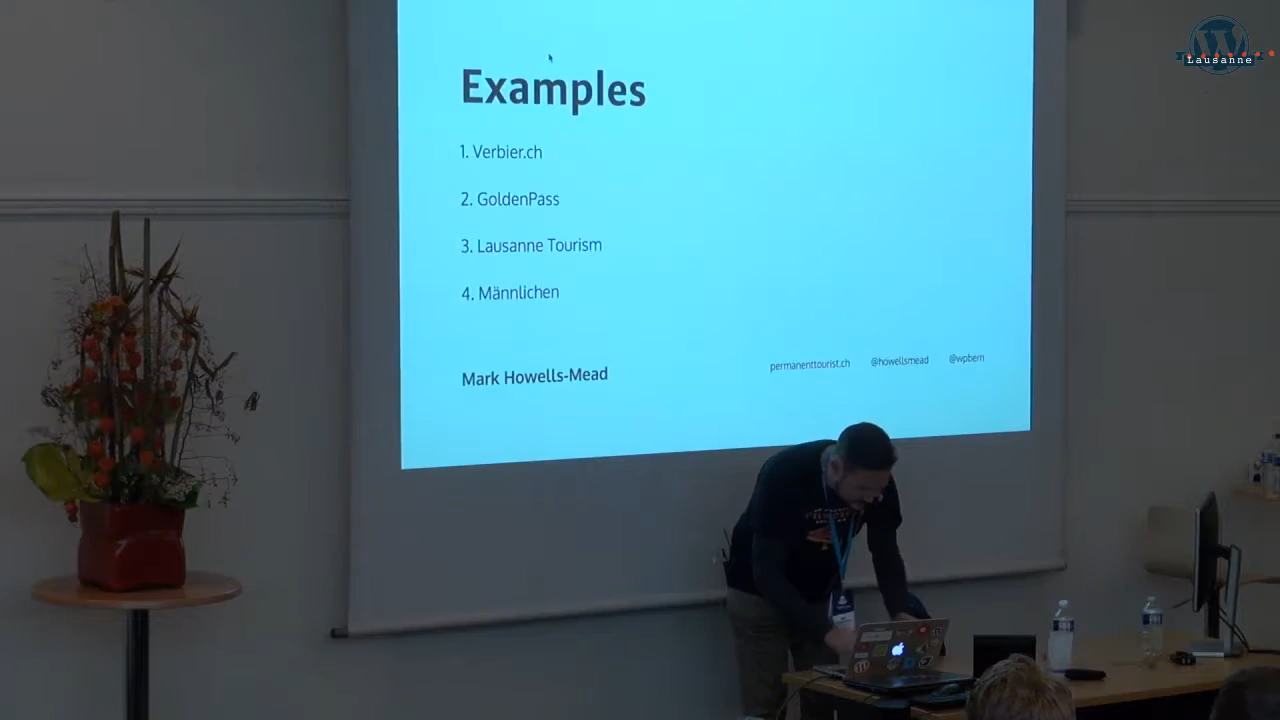 Examples
1. Verbier.ch
2. GoldenPass
3. Lausanne Tourism
4. Männlichen
Mark Howells-Mead
permanenttourist.ch @howellsmead @wpbern
W
Lausanne